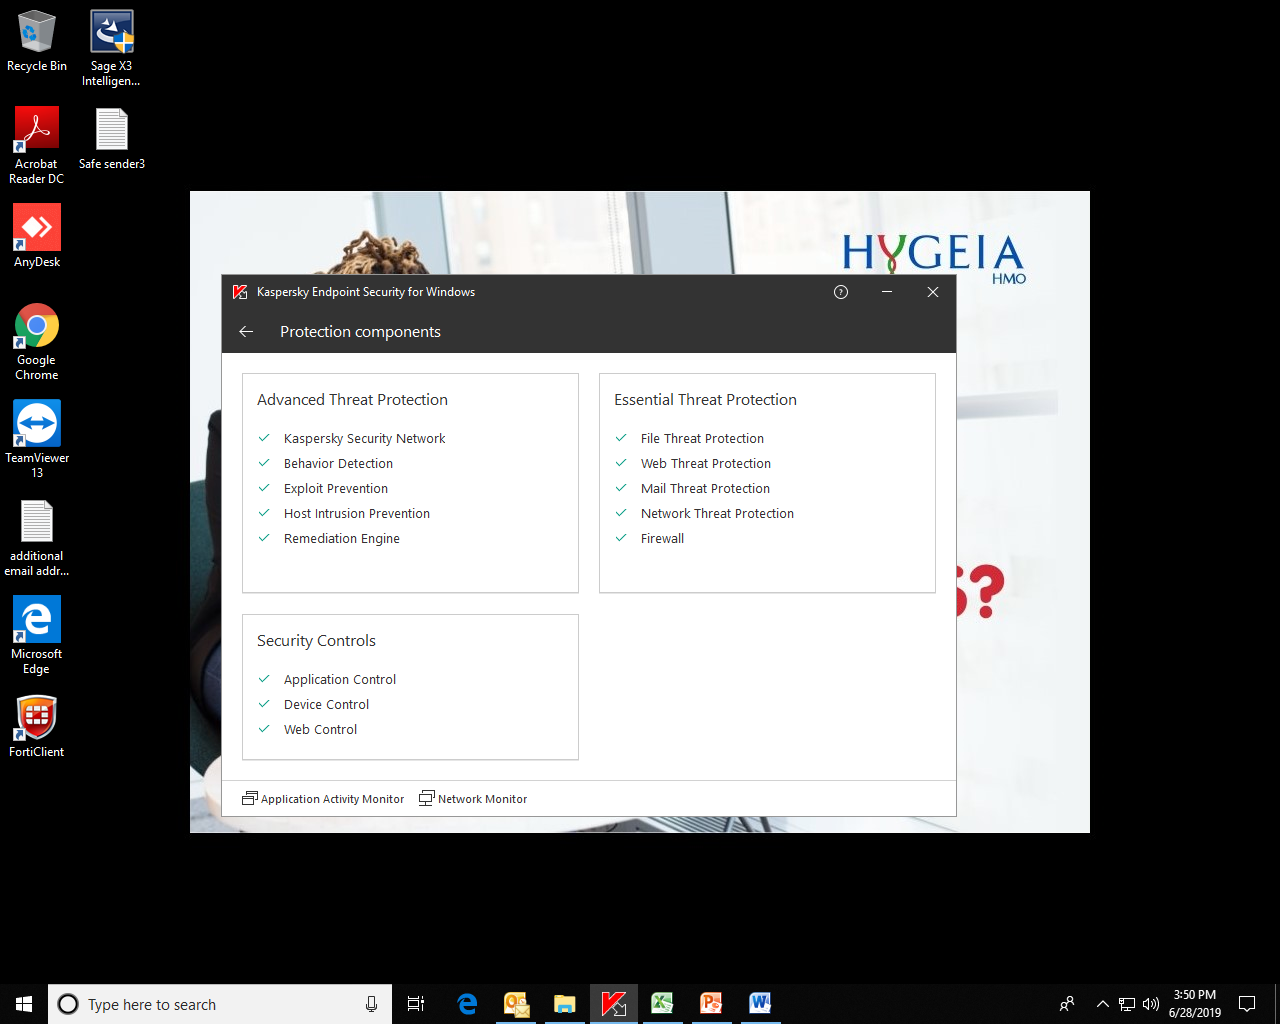 Recycle Bin
Sage X3
Intelligen...
Acrobat
Reader DC
Safe sender3
AnyDesk
Google
Chrome
TeamViewer
13
additional
email addr...
Microsoft
Edge
FortiClient
HYGEIA
HMO
S?
Kaspersky Endpoint Security for Windows
Protection components
Advanced Threat Protection
Kaspersky Security Network
Behavior Detection
Exploit Prevention
Host Intrusion Prevention
Remediation Engine
Essential Threat Protection
File Threat Protection
Web Threat Protection
Mail Threat Protection
Network Threat Protection
Firewall
Security Controls
Application Control
Device Control
Web Control
Application Activity Monitor
Network Monitor
Type here to search
3:50 PM
6/28/2019